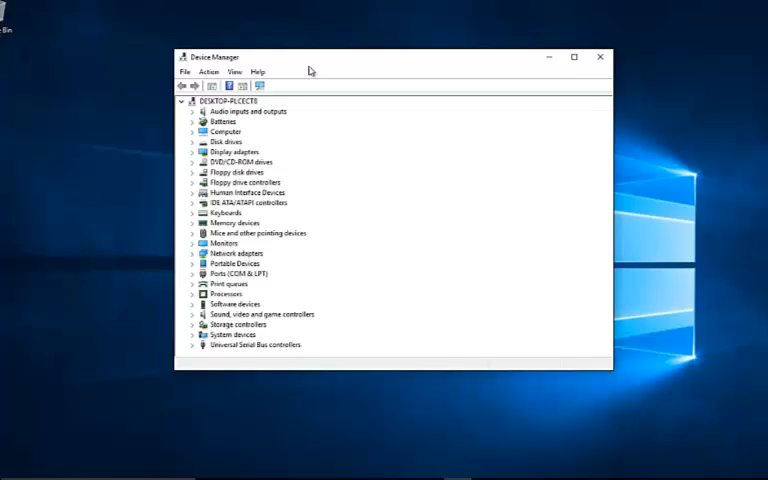 Bin
Device Manager
File Action View Help
DESKTOP-PLCECT8
Audio inputs and outputs
Batteries
Computer
Disk drives
Display adapters
DVD/CD-ROM drives
Floppy disk drives
Floppy drive controllers
Human Interface Devices
IDE ATA/ATAPI controllers
Keyboards
Memory devices
Mice and other pointing devices
Monitors
Network adapters
Portable Devices
Ports (COM & LPT)
Print queues
Processors
Software devices
Sound, video and game controllers
Storage controllers
System devices
Universal Serial Bus controllers